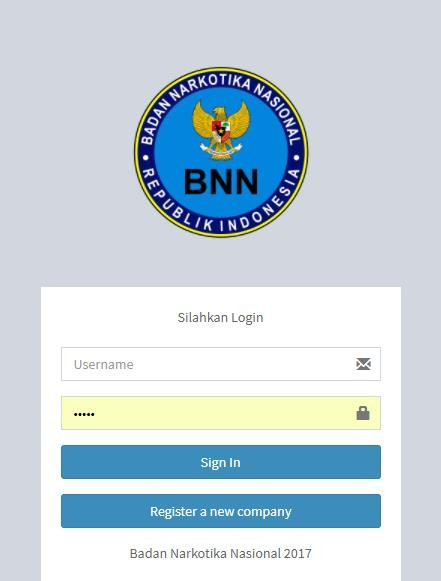 BADAN NARKOTIKA NASIONAL
BNN
REPUBLIK INDONESIA
Silahkan Login
Username
•••••
Sign In
Register a new company
Badan Narkotika Nasional 2017